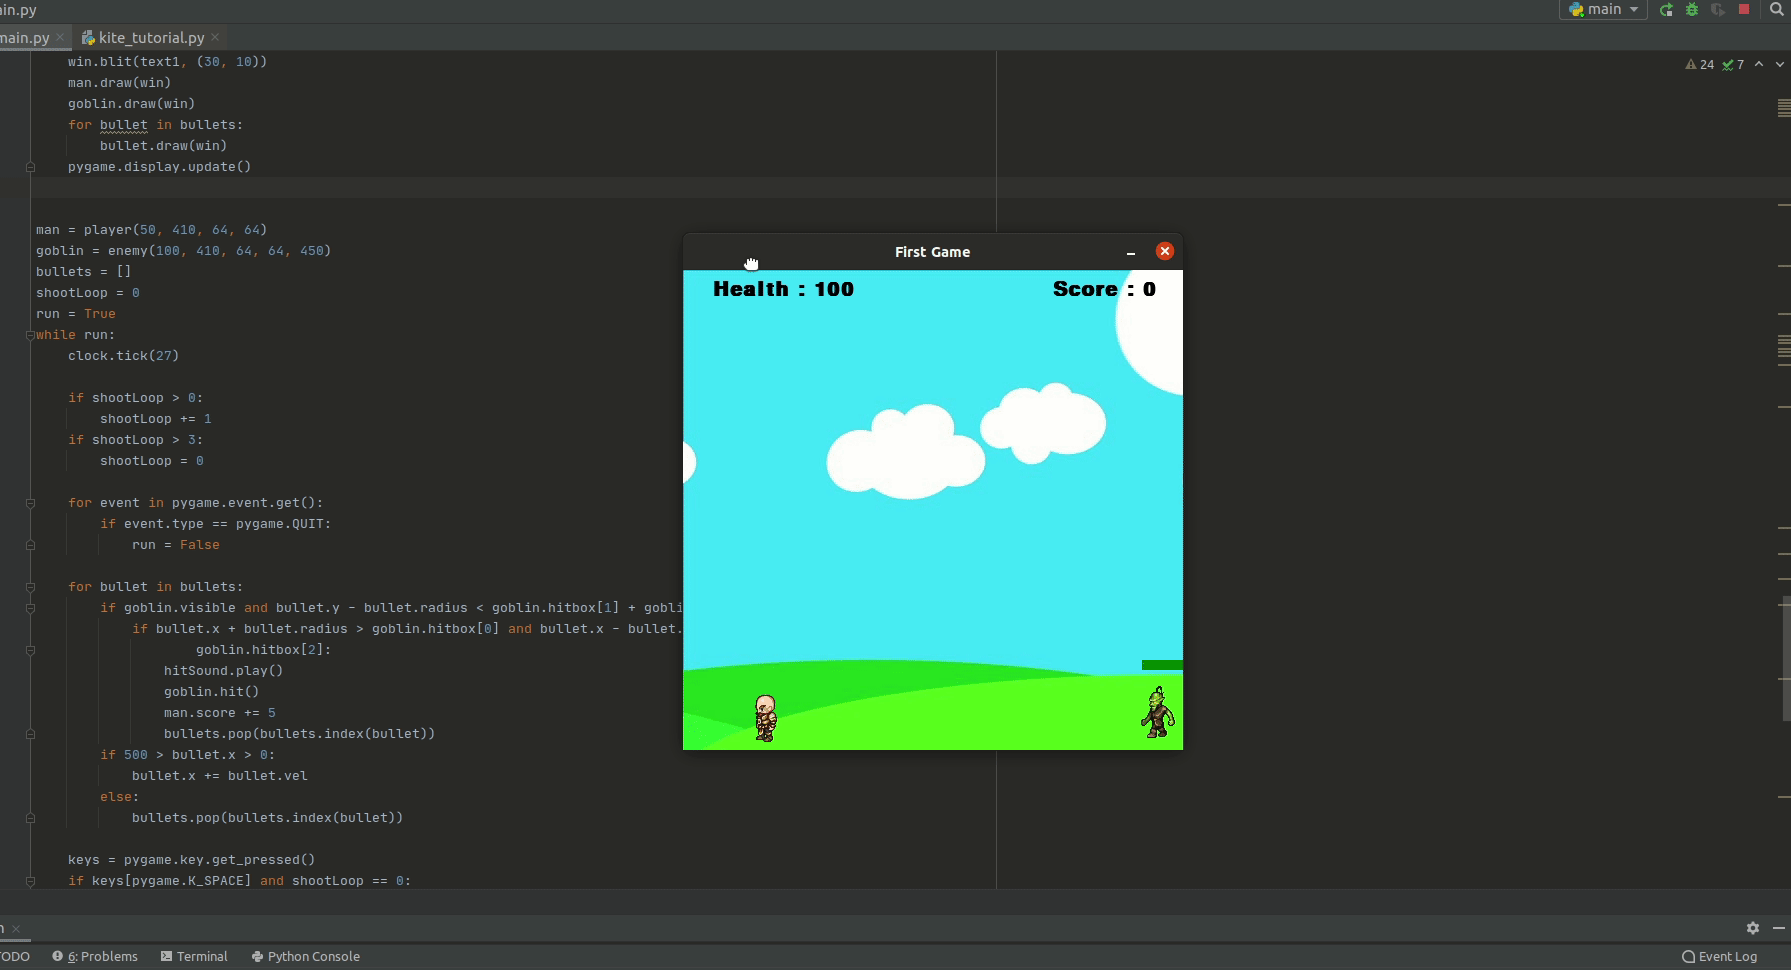 ain.py
main
main.py
kite_tutorial.py
24 7
win.blit(text1, (30, 10))
man.draw(win)
goblin.draw(win)
for bullet in bullets:
bullet.draw(win)
pygame.display.update()
man = player(50, 410, 64, 64)
goblin = enemy(100, 410, 64, 64, 450)
bullets = []
shootLoop = 0
run = True
while run:
clock.tick(27)
if shootLoop > 0:
shootLoop += 1
if shootLoop > 3:
shootLoop = 0
for event in pygame.event.get():
if event.type == pygame.QUIT:
run = False
for bullet in bullets:
if goblin.visible and bullet.y - bullet.radius < goblin.hitbox[1] + gobli
if bullet.x + bullet.radius > goblin.hitbox[0] and bullet.x - bullet.
goblin.hitbox[2]:
hitSound.play()
goblin.hit()
man.score += 5
bullets.pop(bullets.index(bullet))
if 500 > bullet.x > 0:
bullet.x += bullet.vel
else:
bullets.pop(bullets.index(bullet))
keys = pygame.key.get_pressed()
if keys[pygame.K_SPACE] and shootLoop == 0:
First Game
Health : 100
Score : 0
n
TODO
6: Problems
Terminal
Python Console
Event Log